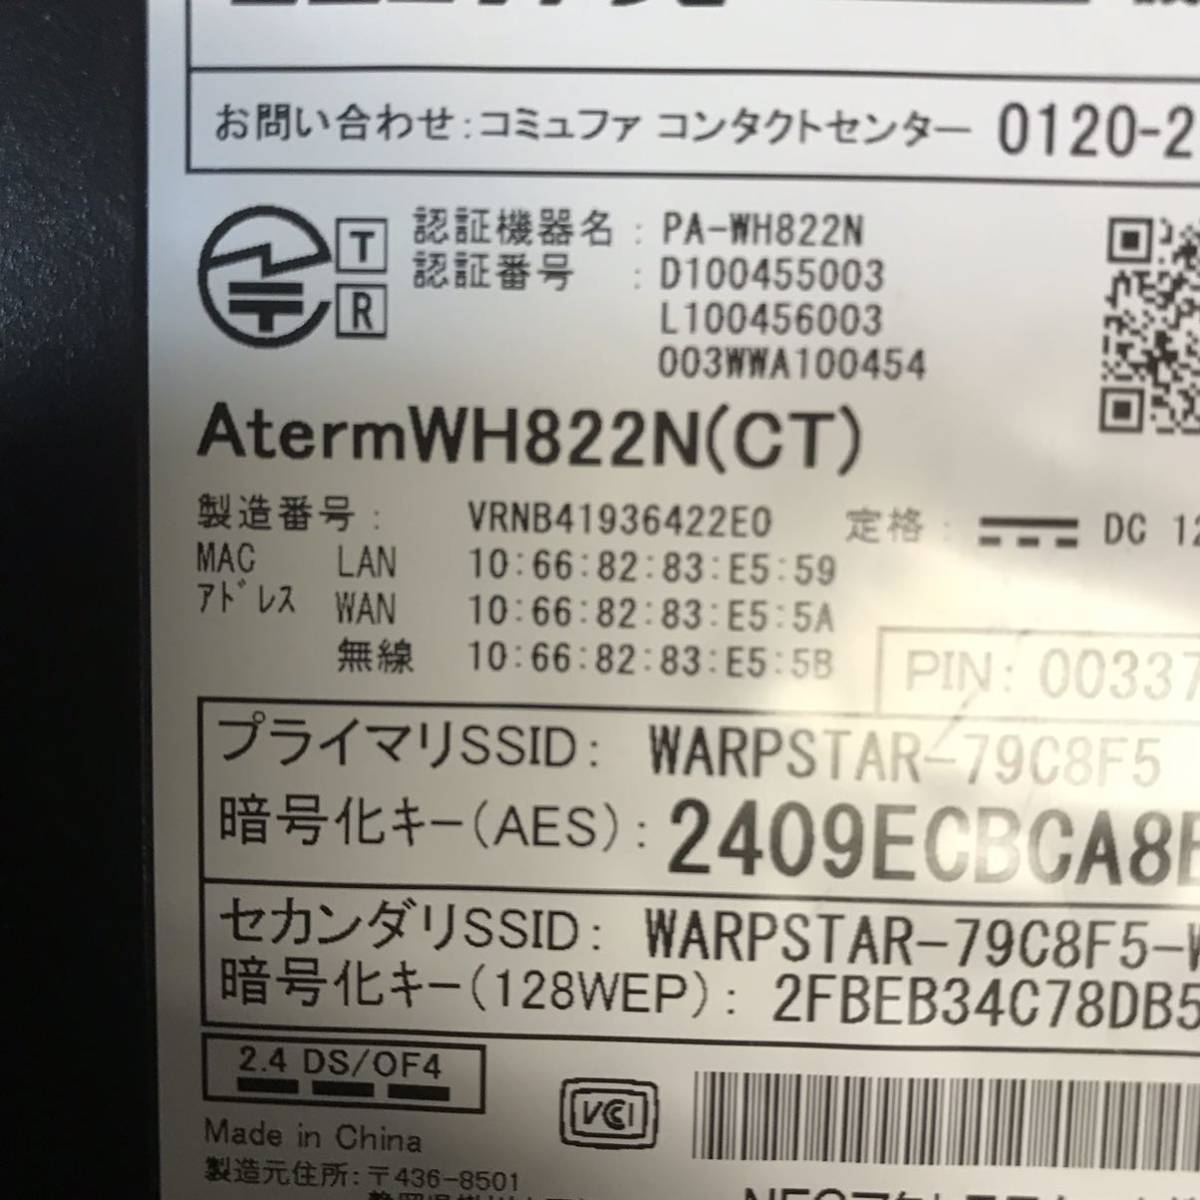 お問い合わせ:コミュファ コンタクトセンター 0120-2
T
R
認証機器名 : PA-WH822N
認証番号 : D100455003
L100456003
003WWA100454
AtermWH822N(CT)
製造番号 : VRNB41936422E0 定格 : DC 12
MAC LAN 10:66:82:83:E5:59
アドレス WAN 10:66:82:83:E5:5A
無線 10:66:82:83:E5:5B
PIN: 00337
プライマリSSID: WARPSTAR-79C8F5
暗号化キー(AES): 2409ECBCA8E
セカンダリSSID: WARPSTAR-79C8F5-W
暗号化キー(128WEP): 2FBEB34C78DB5
2.4 DS/OF4
VCI
Made in China
製造元住所:〒436-8501